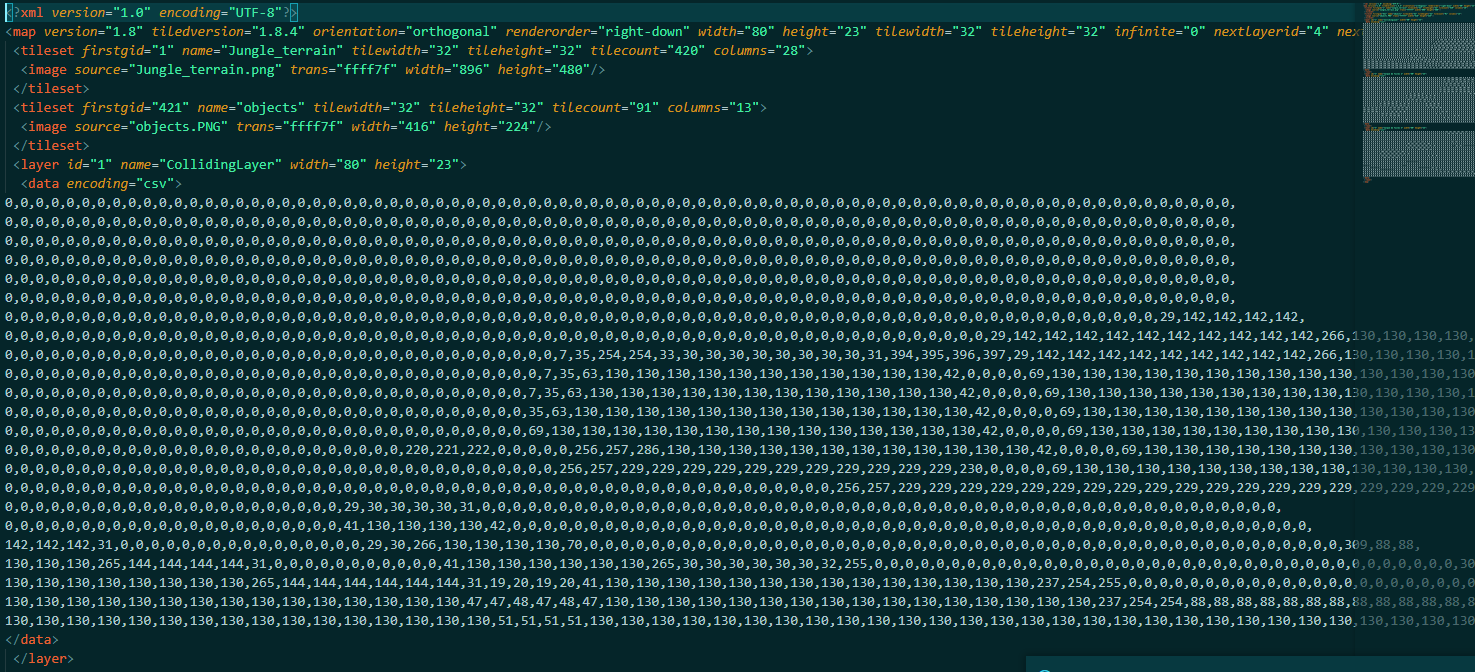 <?xml version="1.0" encoding="UTF-8"?>
<map version="1.8" tiledversion="1.8.4" orientation="orthogonal" renderorder="right-down" width="80" height="23" tilewidth="32" tileheight="32" infinite="0" nextlayerid="4" nex
<tileset firstgid="1" name="Jungle_terrain" tilewidth="32" tileheight="32" tilecount="420" columns="28">
<image source="Jungle_terrain.png" trans="ffff7f" width="896" height="480"/>
</tileset>
<tileset firstgid="421" name="objects" tilewidth="32" tileheight="32" tilecount="91" columns="13">
<image source="objects.PNG" trans="ffff7f" width="416" height="224"/>
</tileset>
<layer id="1" name="CollidingLayer" width="80" height="23">
<data encoding="csv">
0,0,0,0,0,0,0,0,0,0,0,0,0,0,0,0,0,0,0,0,0,0,0,0,0,0,0,0,0,0,0,0,0,0,0,0,0,0,0,0,0,0,0,0,0,0,0,0,0,0,0,0,0,0,0,0,0,0,0,0,0,0,0,0,0,0,0,0,0,0,0,0,0,0,0,0,0,0,0,0,
0,0,0,0,0,0,0,0,0,0,0,0,0,0,0,0,0,0,0,0,0,0,0,0,0,0,0,0,0,0,0,0,0,0,0,0,0,0,0,0,0,0,0,0,0,0,0,0,0,0,0,0,0,0,0,0,0,0,0,0,0,0,0,0,0,0,0,0,0,0,0,0,0,0,0,0,0,0,0,0,
0,0,0,0,0,0,0,0,0,0,0,0,0,0,0,0,0,0,0,0,0,0,0,0,0,0,0,0,0,0,0,0,0,0,0,0,0,0,0,0,0,0,0,0,0,0,0,0,0,0,0,0,0,0,0,0,0,0,0,0,0,0,0,0,0,0,0,0,0,0,0,0,0,0,0,0,0,0,0,0,
0,0,0,0,0,0,0,0,0,0,0,0,0,0,0,0,0,0,0,0,0,0,0,0,0,0,0,0,0,0,0,0,0,0,0,0,0,0,0,0,0,0,0,0,0,0,0,0,0,0,0,0,0,0,0,0,0,0,0,0,0,0,0,0,0,0,0,0,0,0,0,0,0,0,0,0,0,0,0,0,
0,0,0,0,0,0,0,0,0,0,0,0,0,0,0,0,0,0,0,0,0,0,0,0,0,0,0,0,0,0,0,0,0,0,0,0,0,0,0,0,0,0,0,0,0,0,0,0,0,0,0,0,0,0,0,0,0,0,0,0,0,0,0,0,0,0,0,0,0,0,0,0,0,0,0,0,0,0,0,0,
0,0,0,0,0,0,0,0,0,0,0,0,0,0,0,0,0,0,0,0,0,0,0,0,0,0,0,0,0,0,0,0,0,0,0,0,0,0,0,0,0,0,0,0,0,0,0,0,0,0,0,0,0,0,0,0,0,0,0,0,0,0,0,0,0,0,0,0,0,0,0,0,0,0,0,0,0,0,0,0,
0,0,0,0,0,0,0,0,0,0,0,0,0,0,0,0,0,0,0,0,0,0,0,0,0,0,0,0,0,0,0,0,0,0,0,0,0,0,0,0,0,0,0,0,0,0,0,0,0,0,0,0,0,0,0,0,0,0,0,0,0,0,0,0,0,0,0,0,0,0,0,0,0,0,0,29,142,142,142,142,
0,0,0,0,0,0,0,0,0,0,0,0,0,0,0,0,0,0,0,0,0,0,0,0,0,0,0,0,0,0,0,0,0,0,0,0,0,0,0,0,0,0,0,0,0,0,0,0,0,0,0,0,0,0,0,0,0,0,0,0,0,0,0,0,29,142,142,142,142,142,142,142,142,142,142,266,130,130,130,130,
0,0,0,0,0,0,0,0,0,0,0,0,0,0,0,0,0,0,0,0,0,0,0,0,0,0,0,0,0,0,0,0,0,0,0,0,7,35,254,254,33,30,30,30,30,30,30,30,30,31,394,395,396,397,29,142,142,142,142,142,142,142,142,142,266,130,130,130,130,1
0,0,0,0,0,0,0,0,0,0,0,0,0,0,0,0,0,0,0,0,0,0,0,0,0,0,0,0,0,0,0,0,0,0,0,7,35,63,130,130,130,130,130,130,130,130,130,130,130,42,0,0,0,0,69,130,130,130,130,130,130,130,130,130,130,130,130,130,130
0,0,0,0,0,0,0,0,0,0,0,0,0,0,0,0,0,0,0,0,0,0,0,0,0,0,0,0,0,0,0,0,0,0,7,35,63,130,130,130,130,130,130,130,130,130,130,130,130,42,0,0,0,0,69,130,130,130,130,130,130,130,130,130,130,130,130,130,1
0,0,0,0,0,0,0,0,0,0,0,0,0,0,0,0,0,0,0,0,0,0,0,0,0,0,0,0,0,0,0,0,0,0,35,63,130,130,130,130,130,130,130,130,130,130,130,130,130,42,0,0,0,0,69,130,130,130,130,130,130,130,130,130,130,130,130,130
0,0,0,0,0,0,0,0,0,0,0,0,0,0,0,0,0,0,0,0,0,0,0,0,0,0,0,0,0,0,0,0,0,0,69,130,130,130,130,130,130,130,130,130,130,130,130,130,130,42,0,0,0,0,69,130,130,130,130,130,130,130,130,130,130,130,130,13
0,0,0,0,0,0,0,0,0,0,0,0,0,0,0,0,0,0,0,0,0,0,0,0,0,0,220,221,222,0,0,0,0,0,256,257,286,130,130,130,130,130,130,130,130,130,130,130,130,42,0,0,0,0,69,130,130,130,130,130,130,130,130,130,130,130
0,0,0,0,0,0,0,0,0,0,0,0,0,0,0,0,0,0,0,0,0,0,0,0,0,0,0,0,0,0,0,0,0,0,0,0,256,257,229,229,229,229,229,229,229,229,229,229,229,230,0,0,0,0,69,130,130,130,130,130,130,130,130,130,130,130,130,130,
0,0,0,0,0,0,0,0,0,0,0,0,0,0,0,0,0,0,0,0,0,0,0,0,0,0,0,0,0,0,0,0,0,0,0,0,0,0,0,0,0,0,0,0,0,0,0,0,0,0,0,0,0,0,256,257,229,229,229,229,229,229,229,229,229,229,229,229,229,229,229,229,229,229,229
0,0,0,0,0,0,0,0,0,0,0,0,0,0,0,0,0,0,0,0,0,0,29,30,30,30,30,31,0,0,0,0,0,0,0,0,0,0,0,0,0,0,0,0,0,0,0,0,0,0,0,0,0,0,0,0,0,0,0,0,0,0,0,0,0,0,0,0,0,0,0,0,0,0,0,0,0,0,0,0,
0,0,0,0,0,0,0,0,0,0,0,0,0,0,0,0,0,0,0,0,0,0,41,130,130,130,130,42,0,0,0,0,0,0,0,0,0,0,0,0,0,0,0,0,0,0,0,0,0,0,0,0,0,0,0,0,0,0,0,0,0,0,0,0,0,0,0,0,0,0,0,0,0,0,0,0,0,0,0,0,
142,142,142,31,0,0,0,0,0,0,0,0,0,0,0,0,0,0,0,0,29,30,266,130,130,130,130,70,0,0,0,0,0,0,0,0,0,0,0,0,0,0,0,0,0,0,0,0,0,0,0,0,0,0,0,0,0,0,0,0,0,0,0,0,0,0,0,0,0,0,0,0,0,0,0,0,0,309,88,88,
130,130,130,265,144,144,144,144,31,0,0,0,0,0,0,0,0,0,0,0,41,130,130,130,130,130,130,265,30,30,30,30,30,30,32,255,0,0,0,0,0,0,0,0,0,0,0,0,0,0,0,0,0,0,0,0,0,0,0,0,0,0,0,0,0,0,0,0,0,0,0,0,0,0,30
130,130,130,130,130,130,130,130,265,144,144,144,144,144,144,31,19,20,19,20,41,130,130,130,130,130,130,130,130,130,130,130,130,130,130,237,254,255,0,0,0,0,0,0,0,0,0,0,0,0,0,0,0,0,0,0,0,0,0,0,0
130,130,130,130,130,130,130,130,130,130,130,130,130,130,130,47,47,48,47,48,47,130,130,130,130,130,130,130,130,130,130,130,130,130,130,130,130,237,254,254,88,88,88,88,88,88,88,88,88,88,88,88,8
130,130,130,130,130,130,130,130,130,130,130,130,130,130,130,130,51,51,51,51,130,130,130,130,130,130,130,130,130,130,130,130,130,130,130,130,130,130,130,130,130,130,130,130,130,130,130,130,130
</data>
</layer>